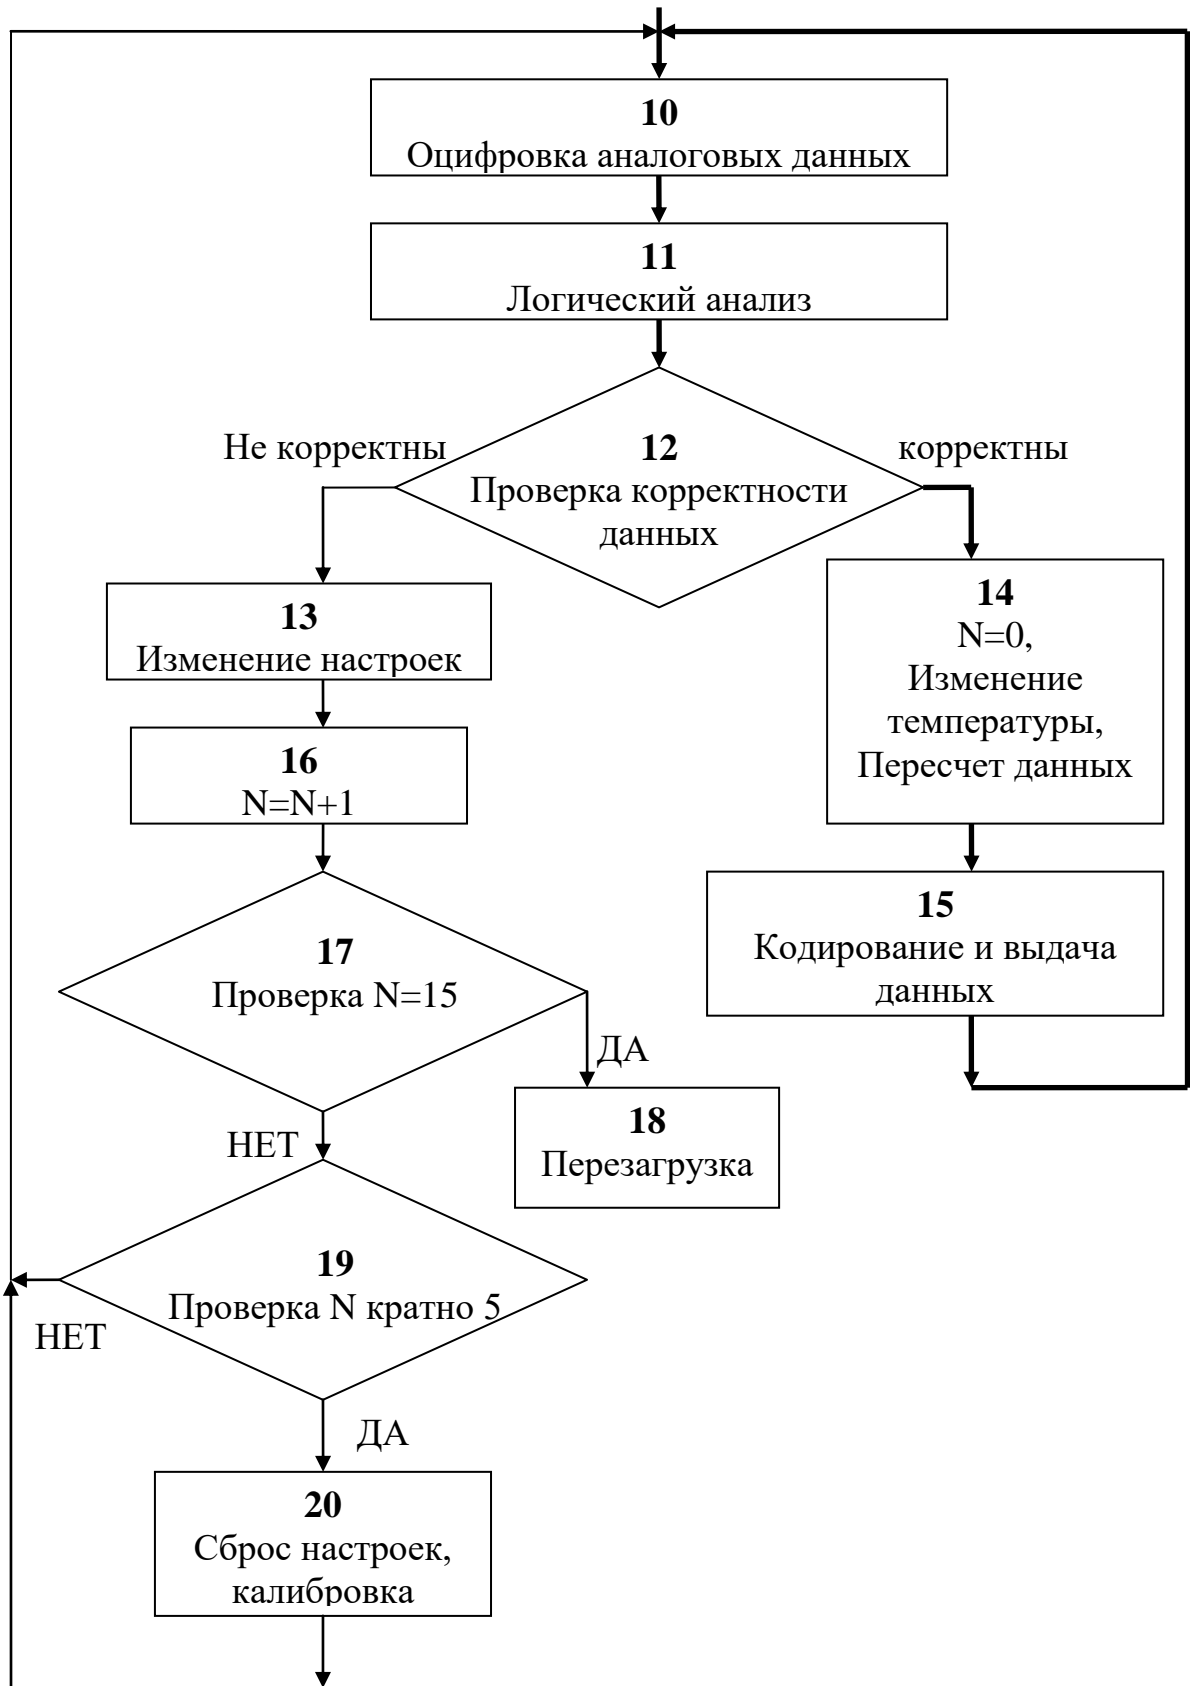 10
Оцифровка аналоговых данных
11
Логический анализ
Не корректны
12
Проверка корректности
данных
корректны
13
Изменение настроек
14
N=0,
Изменение
температуры,
Пересчет данных
16
N=N+1
15
Кодирование и выдача
данных
17
Проверка N=15
ДА
НЕТ
18
Перезагрузка
19
Проверка N кратно 5
НЕТ
ДА
20
Сброс настроек,
калибровка